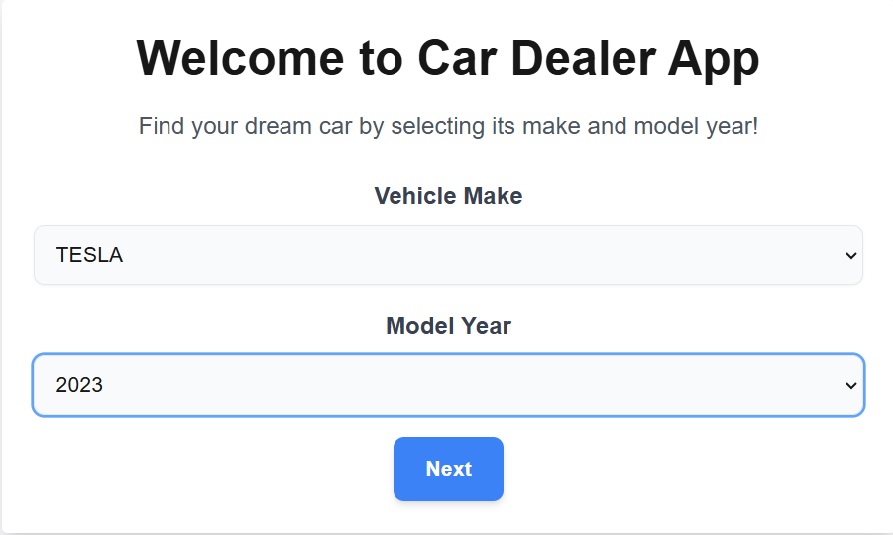 Welcome to Car Dealer App
Find your dream car by selecting its make and model year!
Vehicle Make
TESLA
Model Year
2023
Next